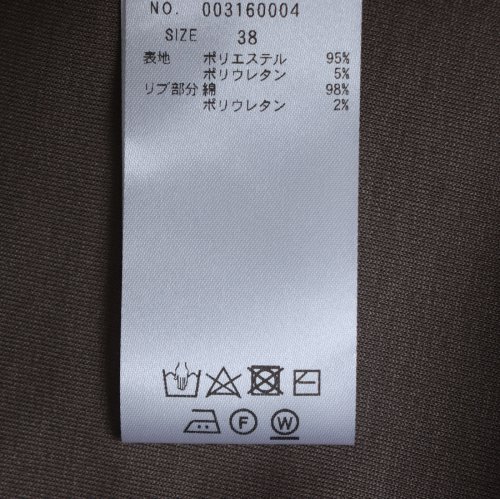 NO. 003160004
SIZE 38
表地 ポリエステル 95%
ポリウレタン 5%
リブ部分 綿 98%
ポリウレタン 2%
F W